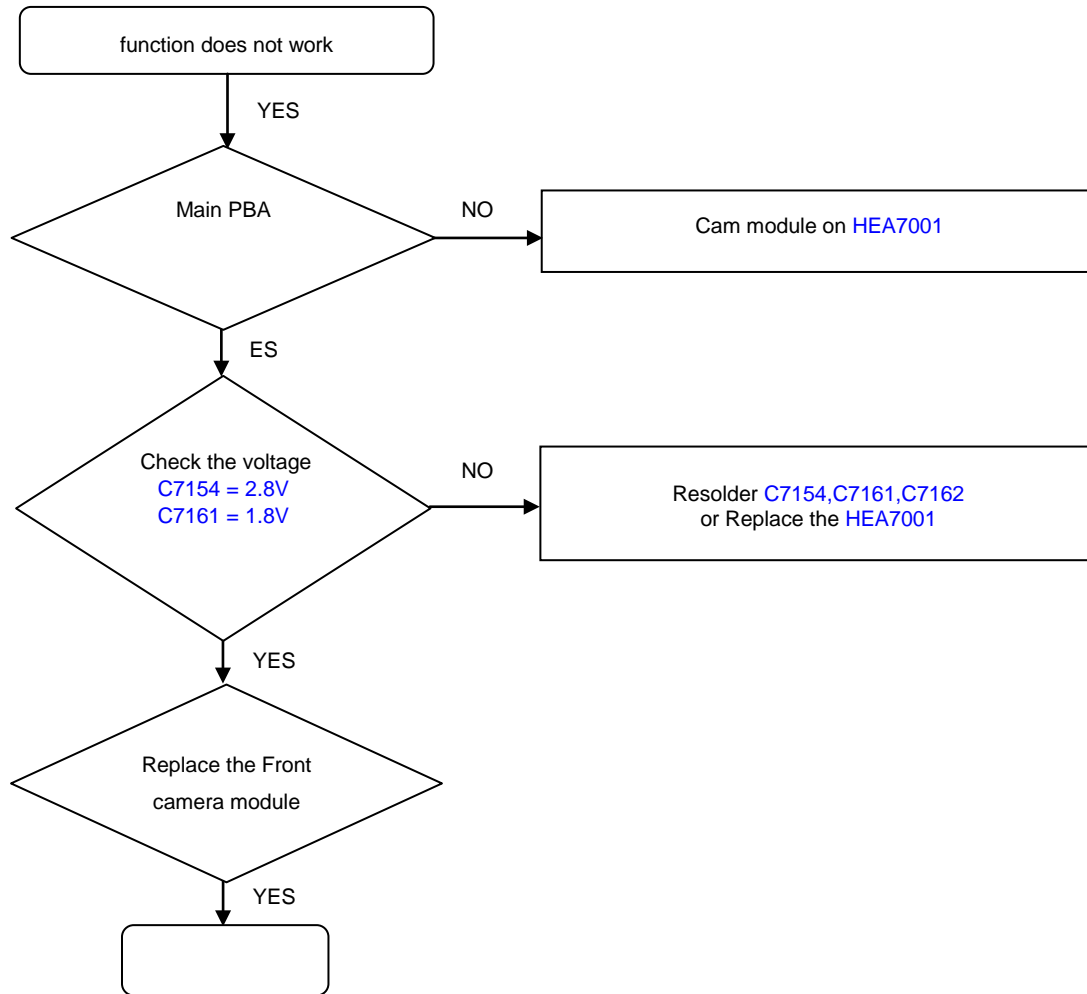 function does not work
YES
Main PBA
NO
Cam module on HEA7001
ES
Check the voltage
C7154 = 2.8V
C7161 = 1.8V
NO
Resolder C7154,C7161,C7162
or Replace the HEA7001
YES
Replace the Front
camera module
YES